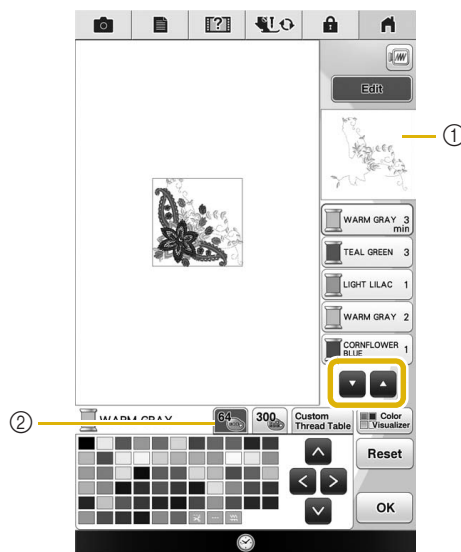 ?
Edit
①
WARM GRAY 3
min
TEAL GREEN 3
LIGHT LILAC 1
WARM GRAY 2
CORNFLOWER 1
BLUE
②
WARM GRAY
64
300
Custom
Thread Table
Color
Visualizer
Reset
OK